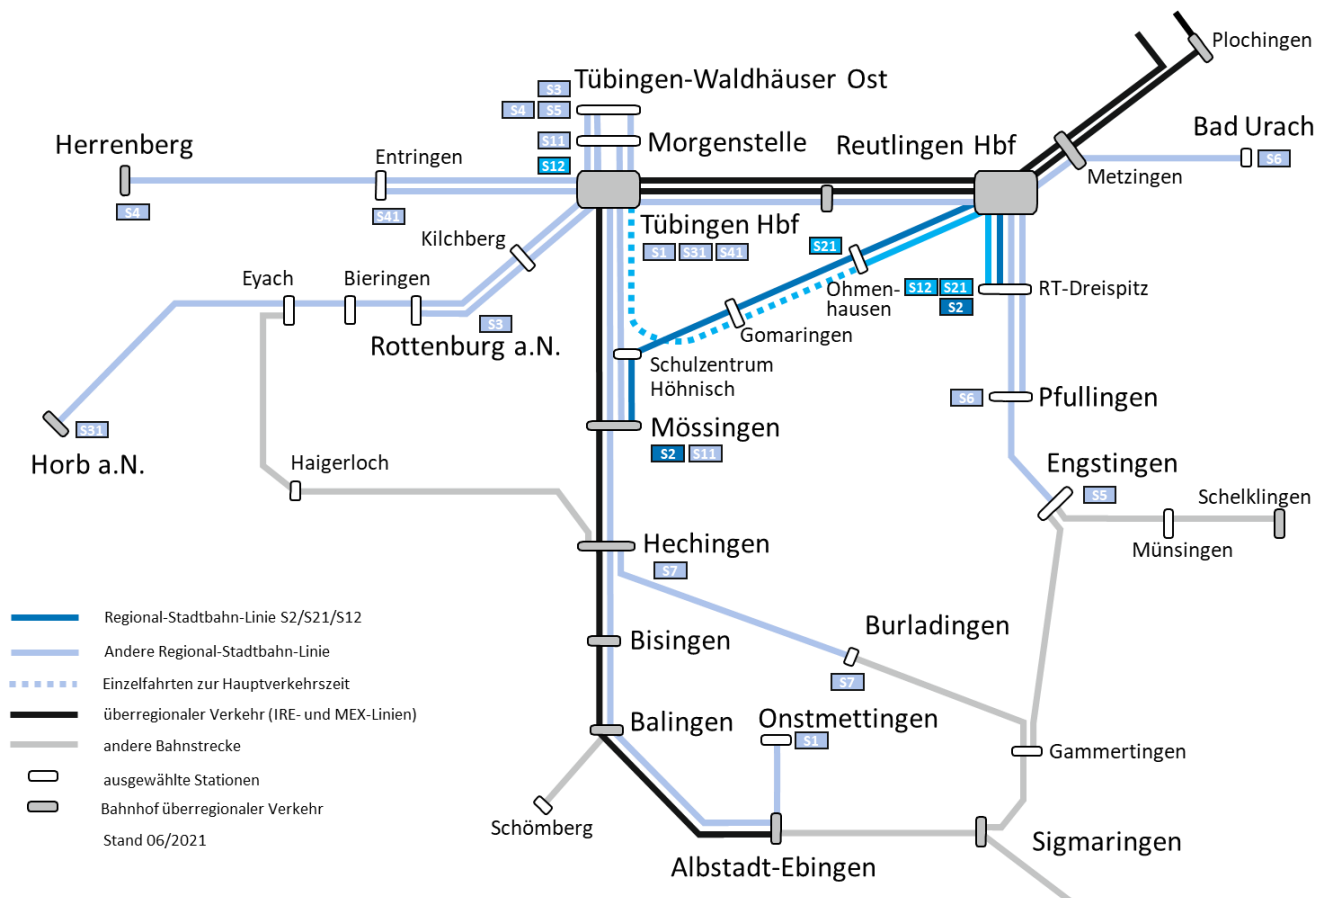 Plochingen
S3
Tübingen-Waldhäuser Ost
S4 S5
Bad Urach
S6
Herrenberg
S11
Morgenstelle
Reutlingen Hbf
Entringen
S12
Metzingen
S4
S41
Tübingen Hbf
S1 S31 S41
Kilchberg
S21
Eyach
Bieringen
Ohmen-
hausen
S12 S21
S2
RT-Dreispitz
S3
Rottenburg a.N.
Gomaringen
Schulzentrum
Höhnisch
S6
Pfullingen
S31
Horb a.N.
Mössingen
S2 S11
Haigerloch
Engstingen
S5
Schelklingen
Münsingen
Hechingen
S7
Regional-Stadtbahn-Linie S2/S21/S12
Andere Regional-Stadtbahn-Linie
Einzelfahrten zur Hauptverkehrszeit
überregionaler Verkehr (IRE- und MEX-Linien)
andere Bahnstrecke
ausgewählte Stationen
Bahnhof überregionaler Verkehr
Stand 06/2021
Bisingen
Burladingen
S7
Balingen
Onstmettingen
S1
Gammertingen
Schömberg
Albstadt-Ebingen
Sigmaringen